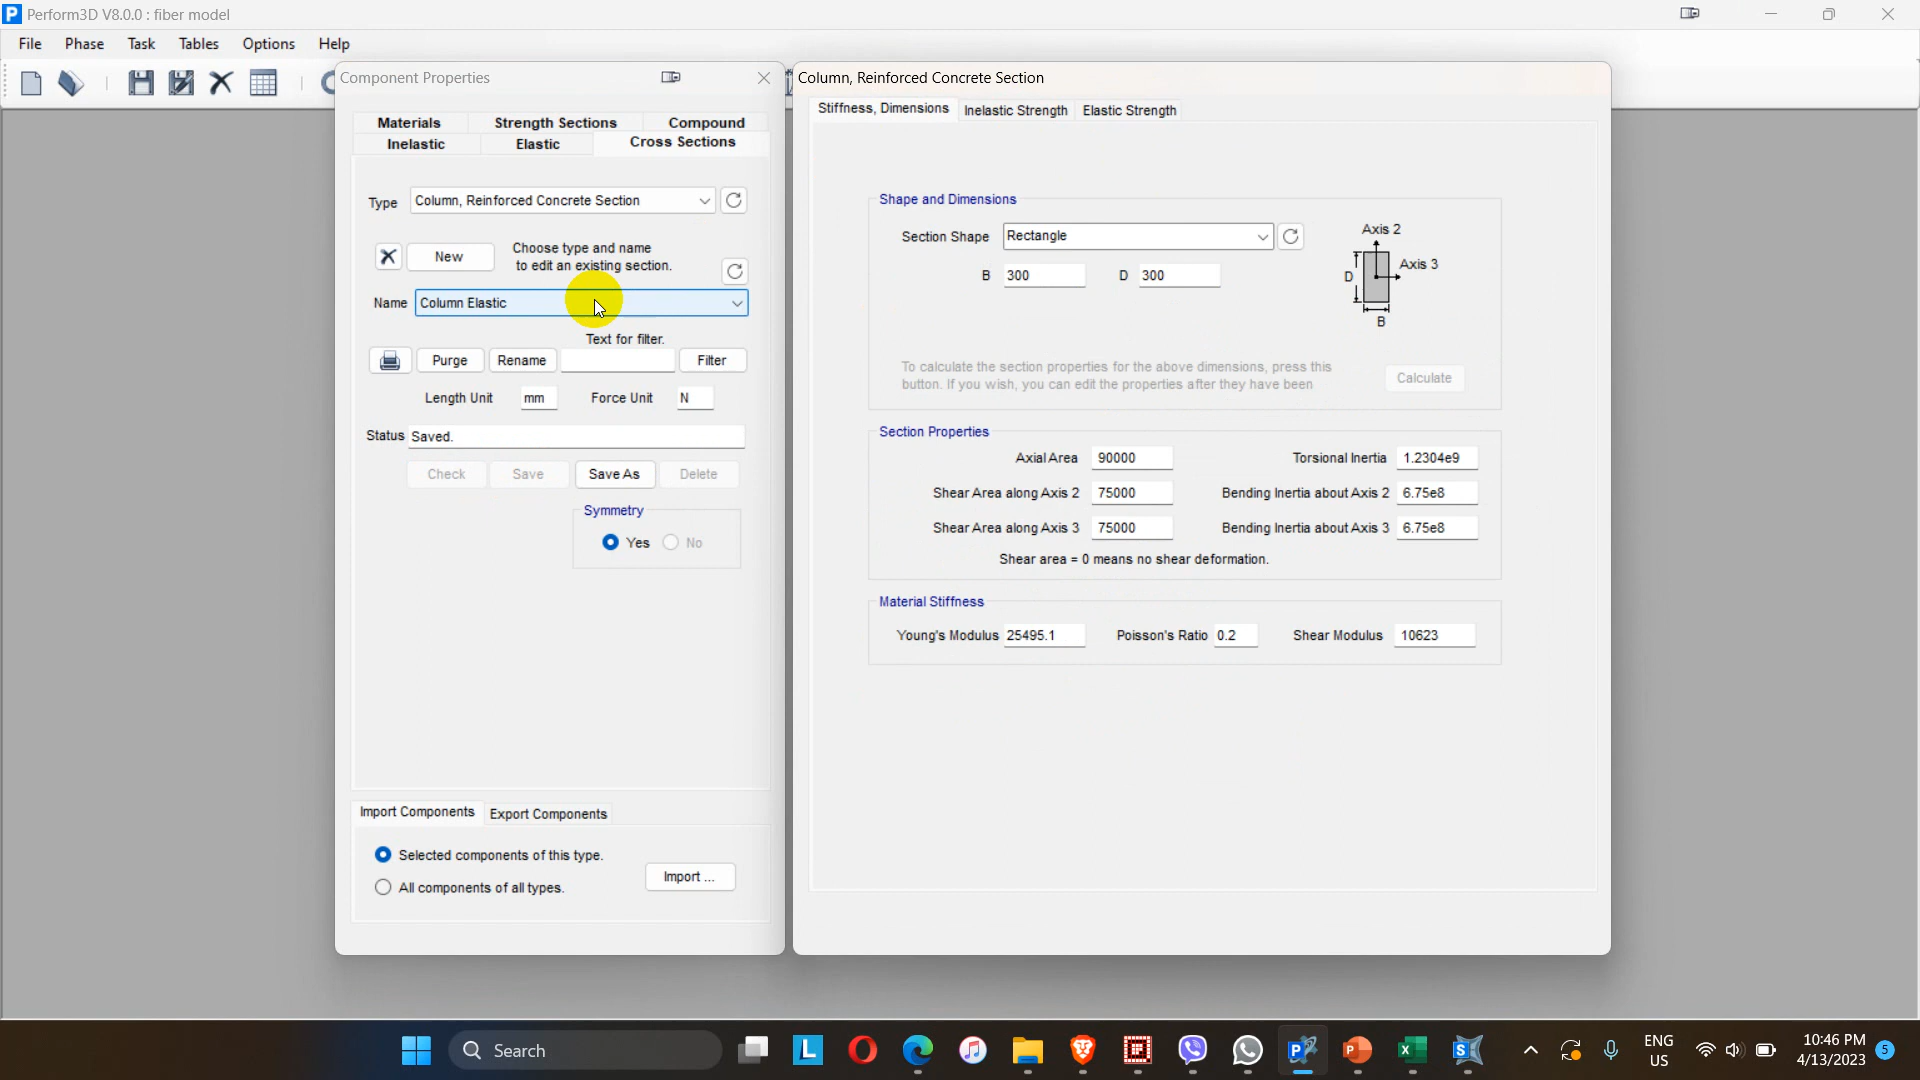 Perform3D V8.0.0 : fiber model
File Phase Task Tables Options Help
Component Properties
Materials Strength Sections Compound
Inelastic Elastic Cross Sections
Type Column, Reinforced Concrete Section
New Choose type and name
to edit an existing section.
Name Column Elastic
Text for filter.
Purge Rename Filter
Length Unit mm Force Unit N
Status Saved.
Check Save Save As Delete
Symmetry
Yes No
Import Components Export Components
Selected components of this type.
All components of all types.
Import ...
Column, Reinforced Concrete Section
Stiffness, Dimensions Inelastic Strength Elastic Strength
Shape and Dimensions
Section Shape Rectangle
B 300 D 300
Axis 2
Axis 3
D
B
To calculate the section properties for the above dimensions, press this
button. If you wish, you can edit the properties after they have been
Calculate
Section Properties
Axial Area 90000 Torsional Inertia 1.2304e9
Shear Area along Axis 2 75000 Bending Inertia about Axis 2 6.75e8
Shear Area along Axis 3 75000 Bending Inertia about Axis 3 6.75e8
Shear area = 0 means no shear deformation.
Material Stiffness
Young's Modulus 25495.1 Poisson's Ratio 0.2 Shear Modulus 10623
Search
ENG
US
10:46 PM
4/13/2023
5